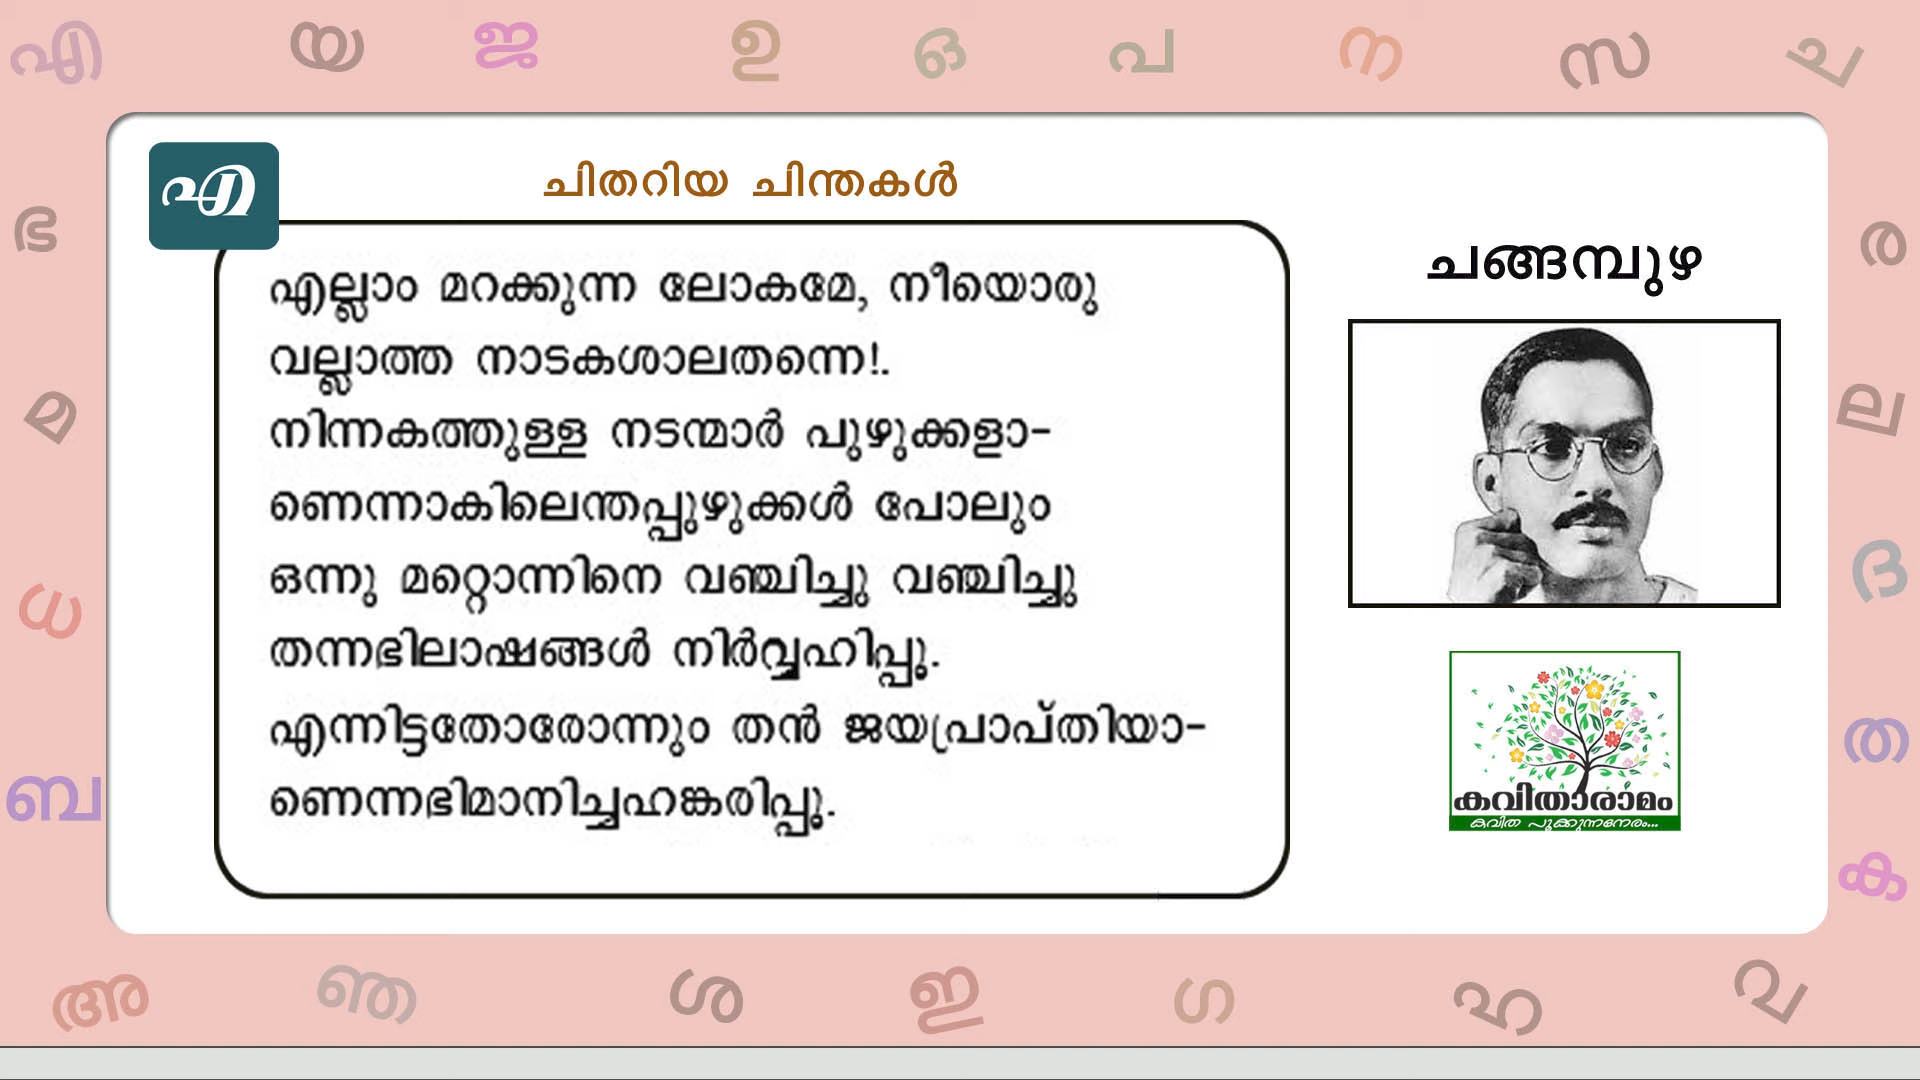 എ യ ജ ഉ ഒ പ ന സ ച
എ
ചിതറിയ ചിന്തകൾ
എല്ലാം മറക്കുന്ന ലോകമേ, നീയൊരു
വല്ലാത്ത നാടകശാലതന്നെ!.
നിന്നകത്തുള്ള നടന്മാർ പുഴുക്കളാ-
ണെന്നാകിലെന്തപ്പുഴുക്കൾ പോലും
ഒന്നു മറ്റൊന്നിനെ വഞ്ചിച്ചു വഞ്ചിച്ചു
തന്നഭിലാഷങ്ങൾ നിർവ്വഹിപ്പൂ.
എന്നിട്ടതോരോന്നും തൻ ജയപ്രാപ്തിയാ-
ണെന്നഭിമാനിച്ചഹങ്കരിപ്പൂ.
ചങ്ങമ്പുഴ
കവിതാരാമം
കവിത പൂക്കുന്നനേരം...
ഭ
മ
ധ
ബ
ര
ല
ദ
ത
ക
അ ഞ ശ ഇ ഗ ഹ വ